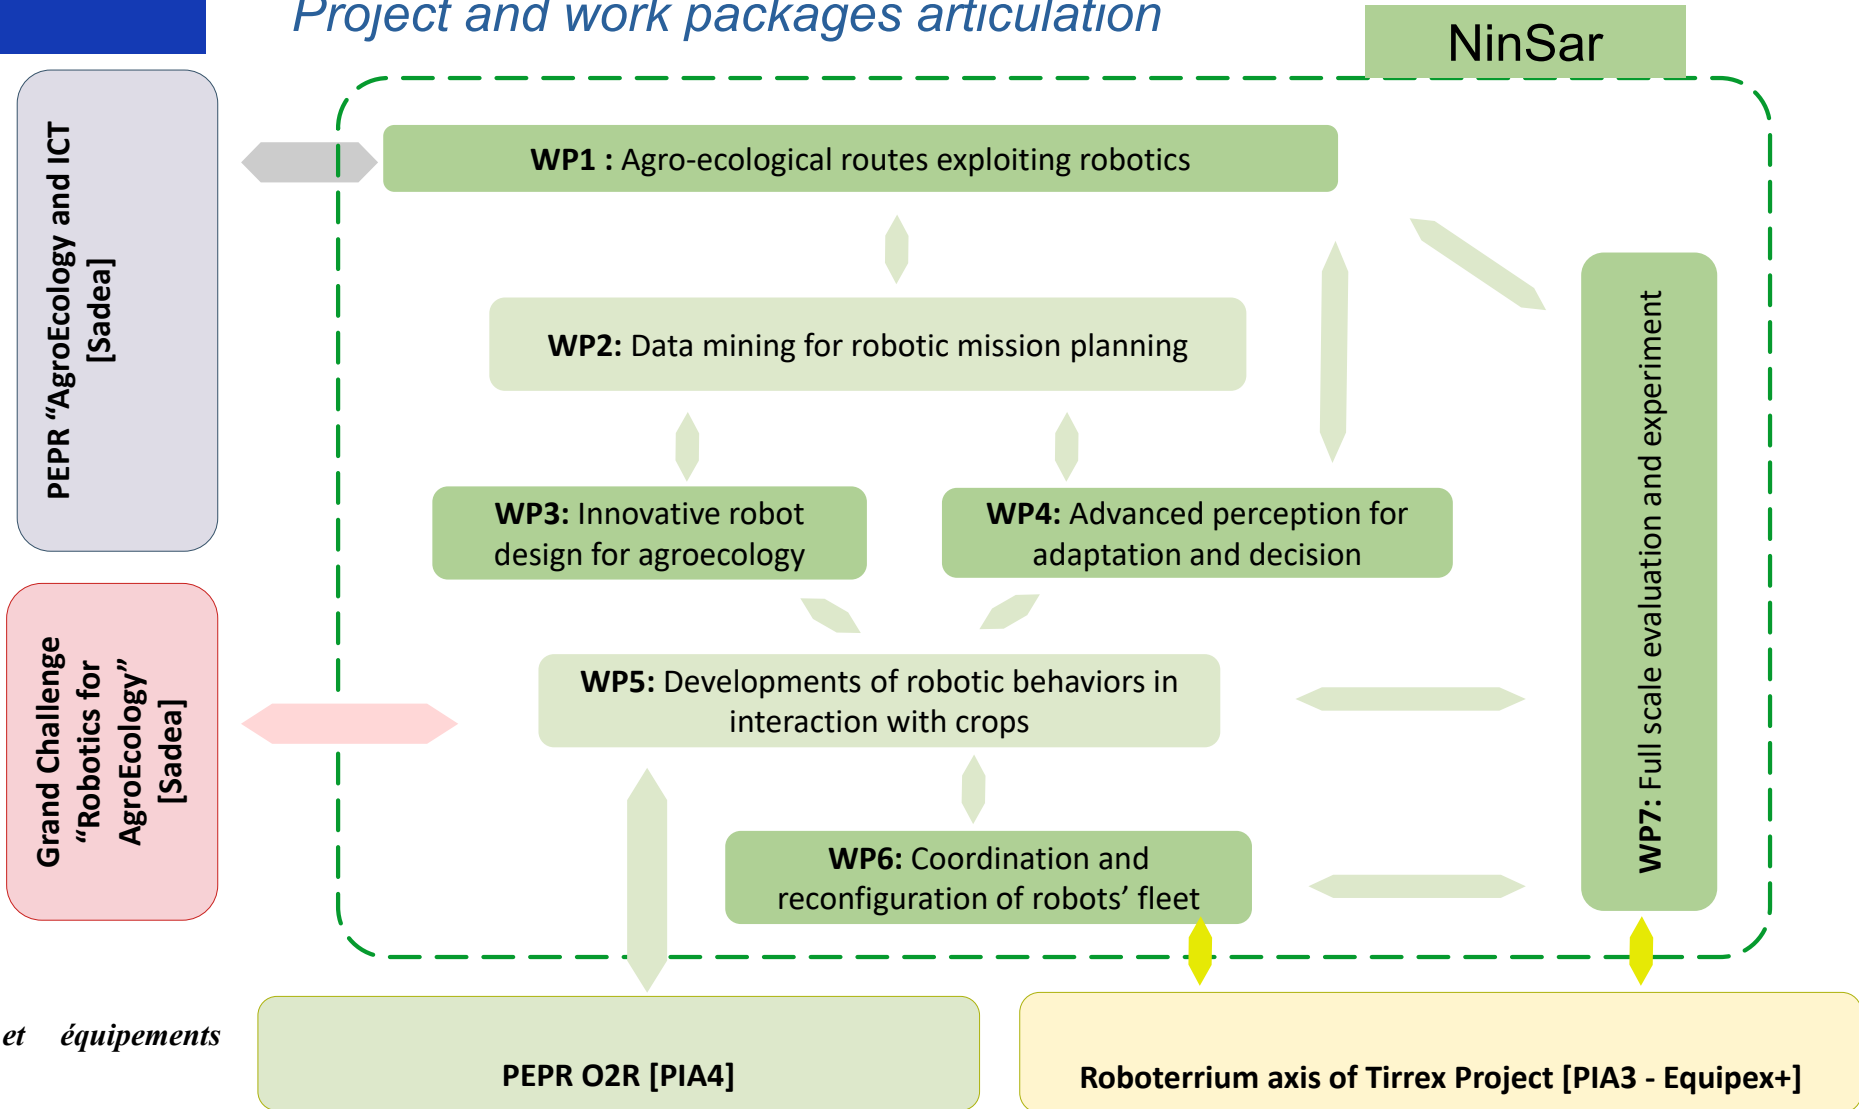 Project and work packages articulation
NinSar
PEPR “AgroEcology and ICT
[Sadea]
WP1 : Agro-ecological routes exploiting robotics
WP2: Data mining for robotic mission planning
WP3: Innovative robot
design for agroecology
WP4: Advanced perception for
adaptation and decision
WP7: Full scale evaluation and experiment
Grand Challenge
“Robotics for
AgroEcology”
[Sadea]
WP5: Developments of robotic behaviors in
interaction with crops
WP6: Coordination and
reconfiguration of robots’ fleet
et équipements
PEPR O2R [PIA4]
Roboterrium axis of Tirrex Project [PIA3 - Equipex+]